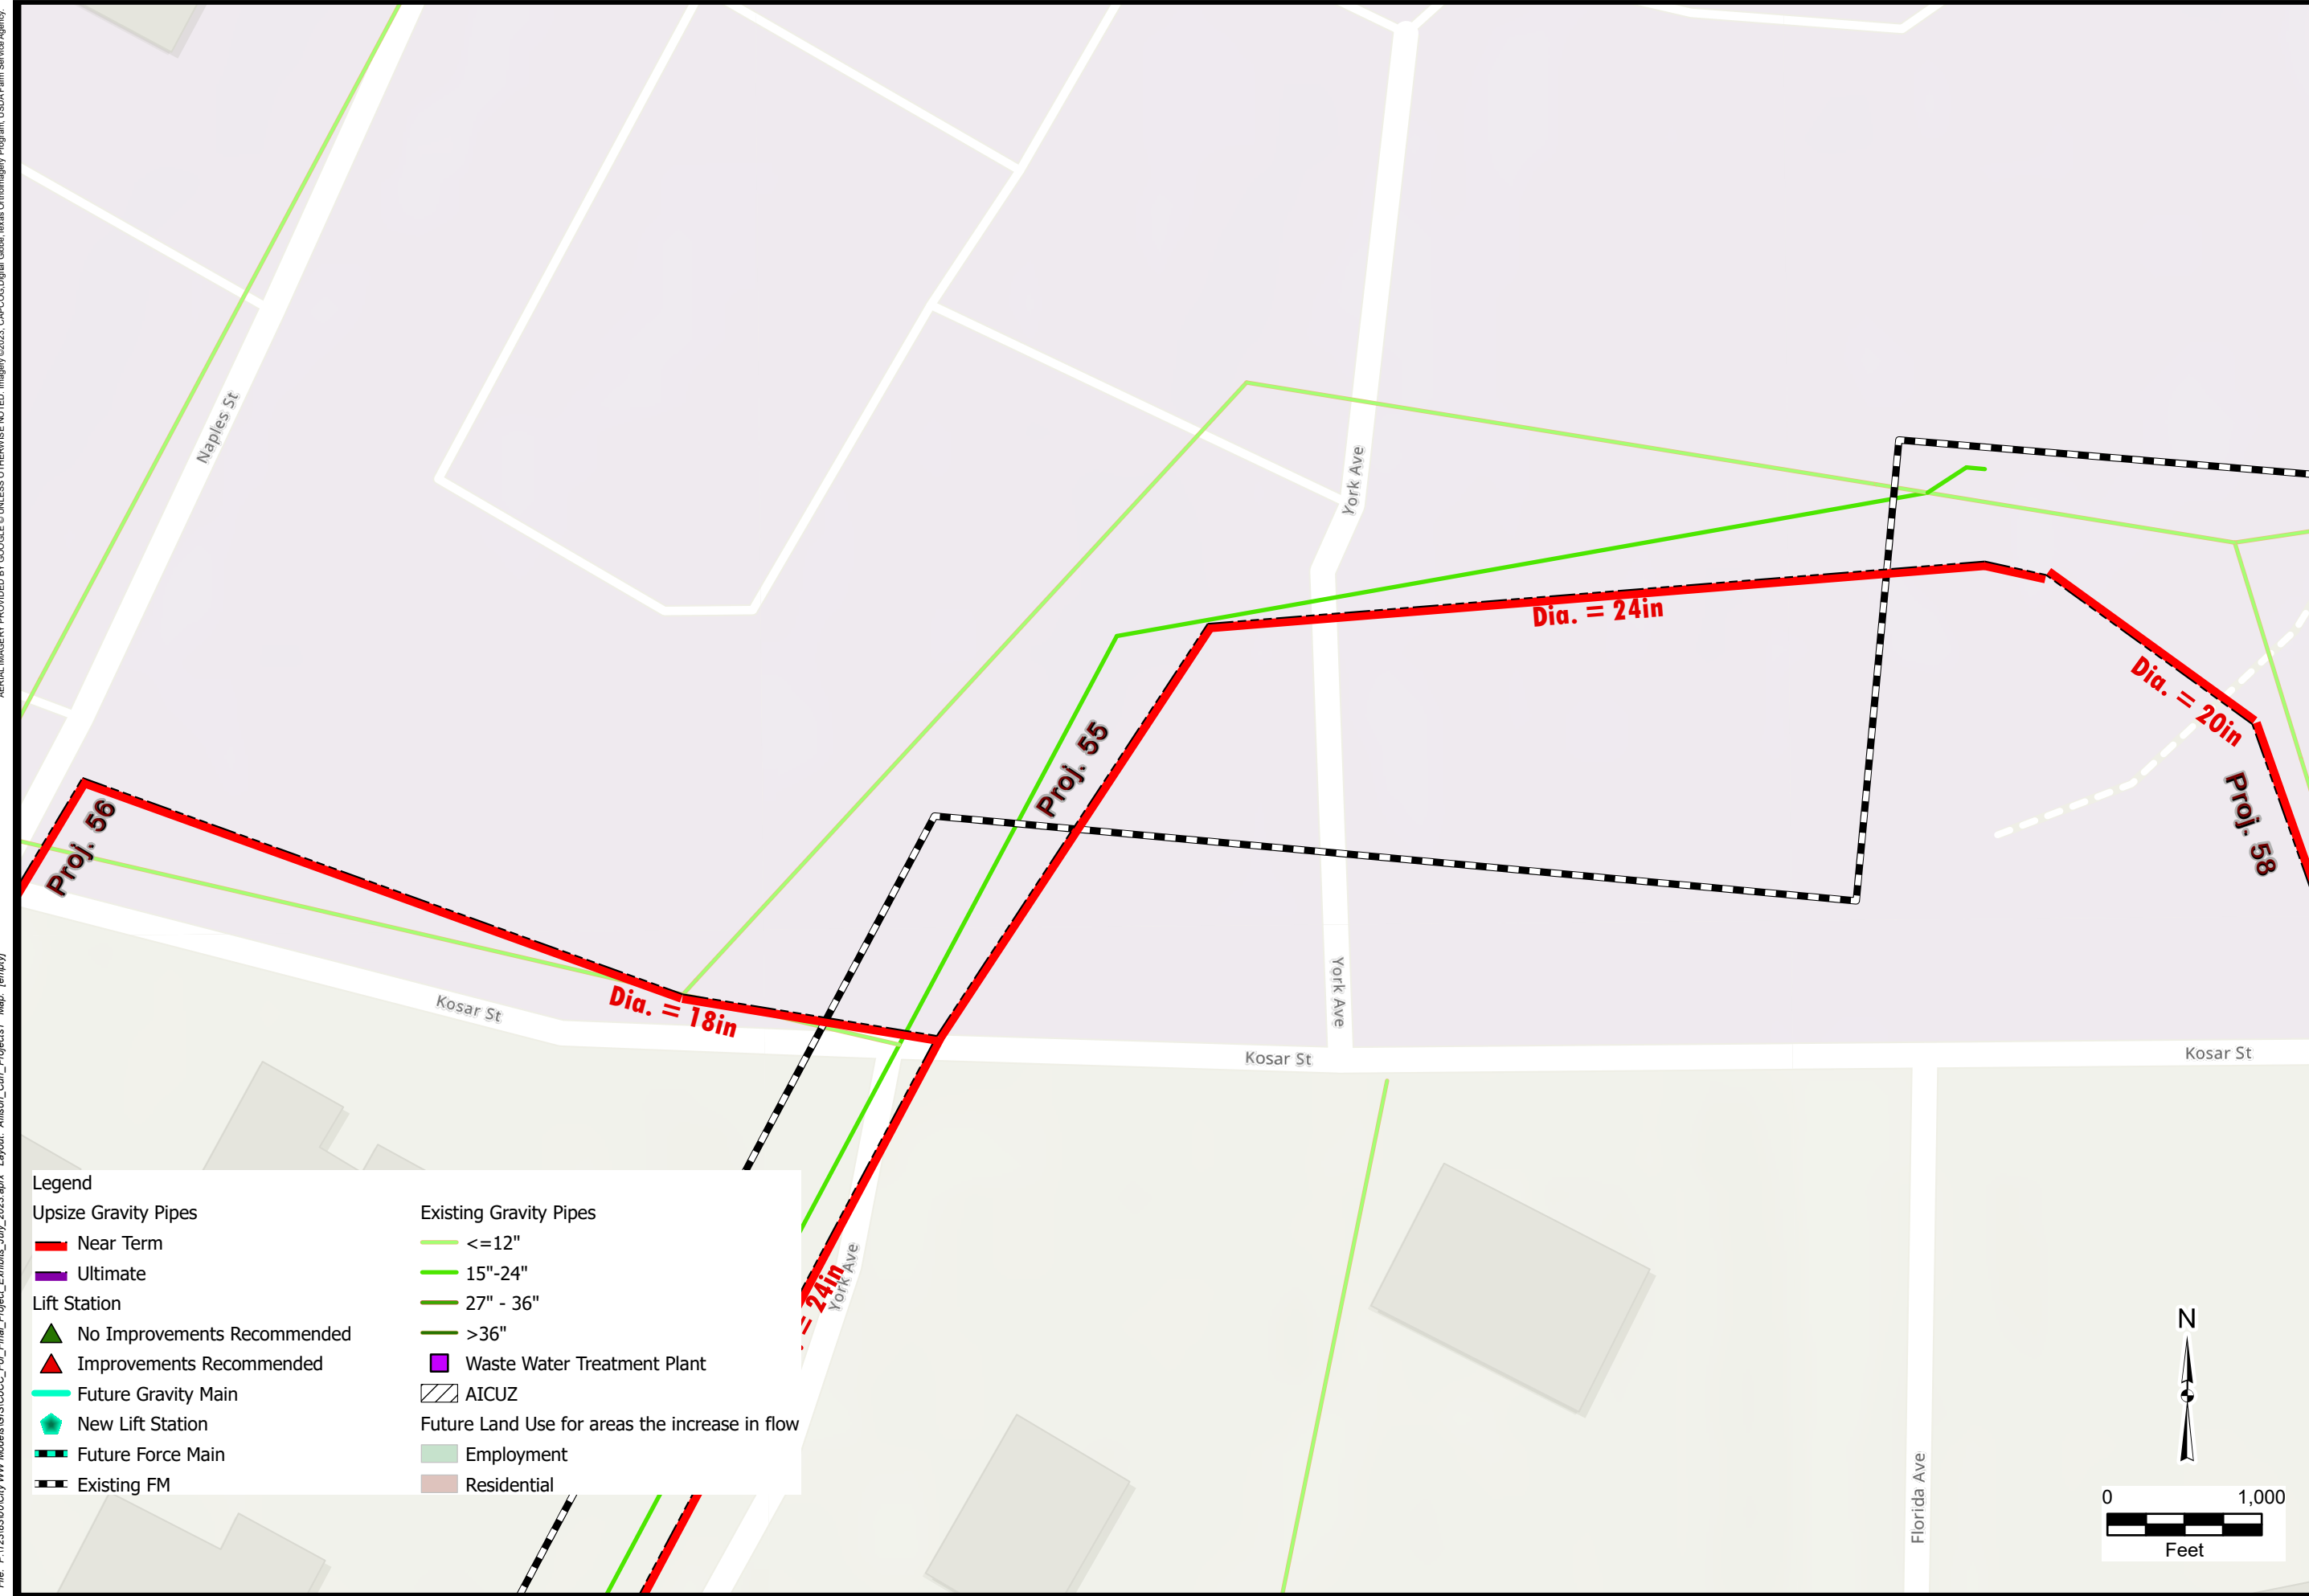 Naples St
York Ave
Dia. = 24in
Dia. = 20in
Proj. 55
Proj. 56
Proj. 58
York Ave
Dia. = 18in
Kosar St
Kosar St
Kosar St
York Ave
= 24in
Florida Ave
Legend
Upsize Gravity Pipes
Near Term
Ultimate
Lift Station
No Improvements Recommended
Improvements Recommended
Future Gravity Main
New Lift Station
Future Force Main
Existing FM
Existing Gravity Pipes
<=12"
15"-24"
27" - 36"
>36"
Waste Water Treatment Plant
AICUZ
Future Land Use for areas the increase in flow
Employment
Residential
N
0 1,000
Feet